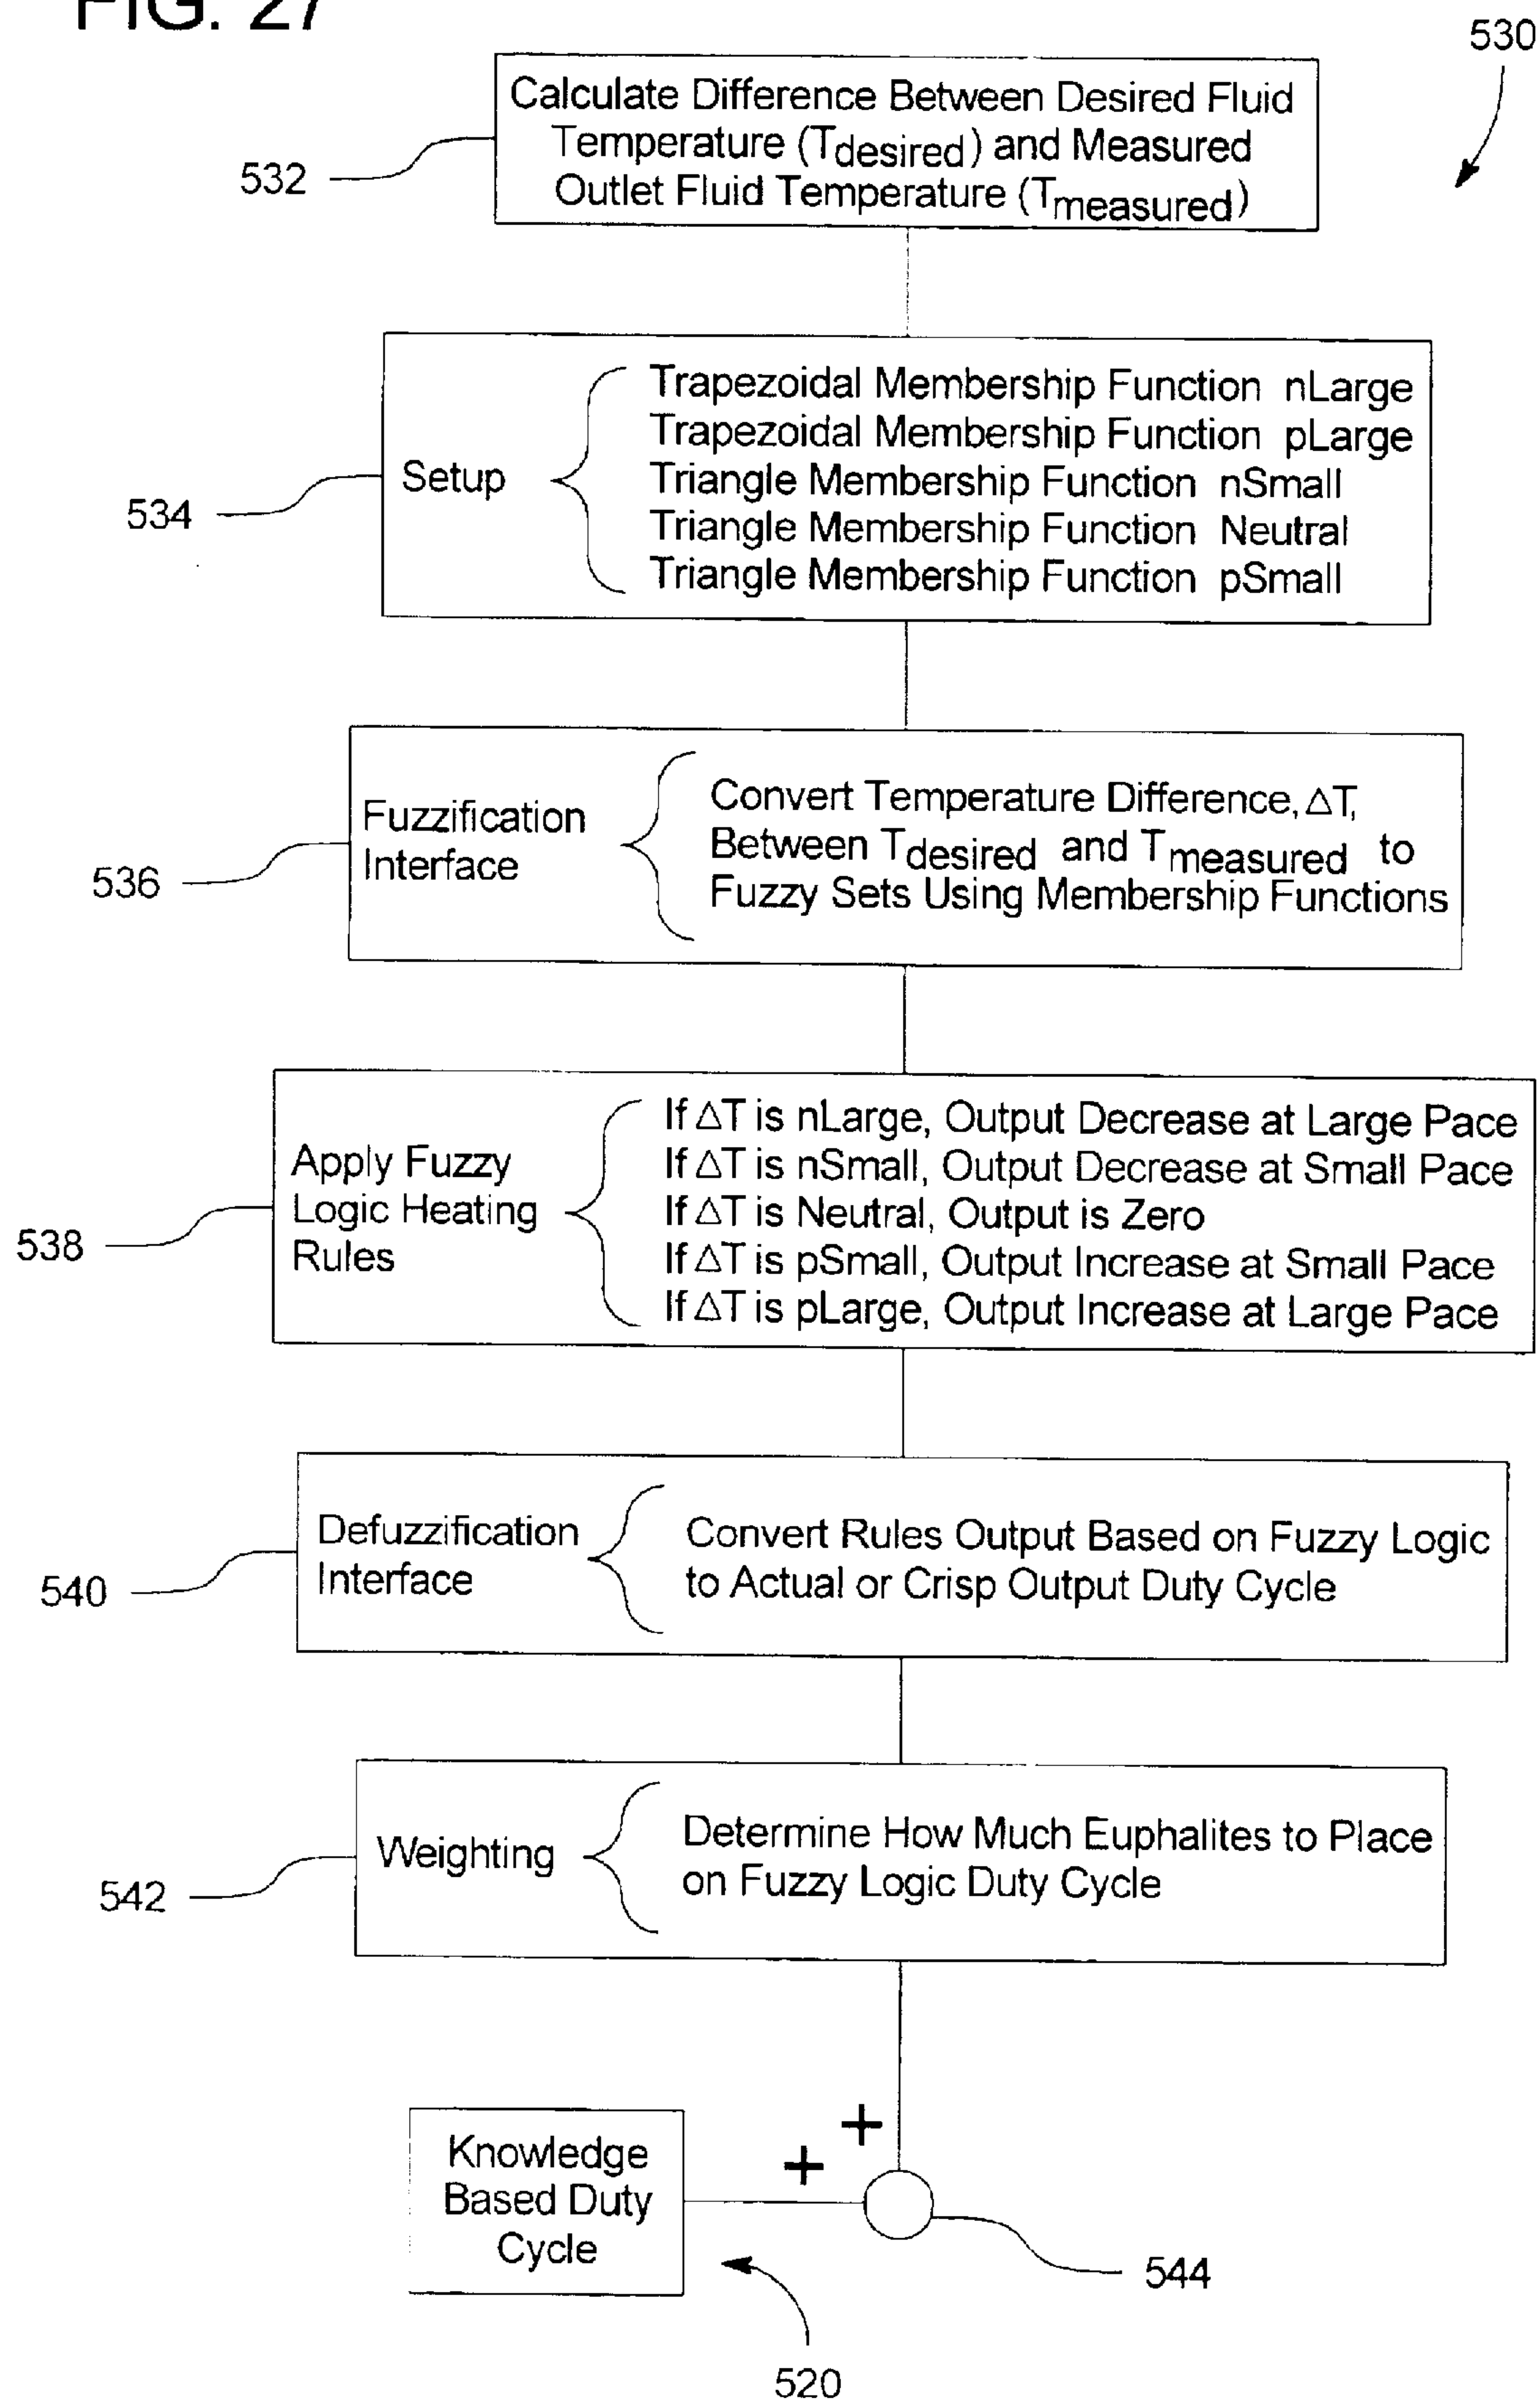 FIG. 27
530
Calculate Difference Between Desired Fluid
Temperature (Tdesired) and Measured
Outlet Fluid Temperature (Tmeasured)
532
Setup
Trapezoidal Membership Function nLarge
Trapezoidal Membership Function pLarge
Triangle Membership Function nSmall
Triangle Membership Function Neutral
Triangle Membership Function pSmall
534
Fuzzification
Interface
Convert Temperature Difference, △T,
Between Tdesired and Tmeasured to
Fuzzy Sets Using Membership Functions
536
Apply Fuzzy
Logic Heating
Rules
If △T is nLarge, Output Decrease at Large Pace
If △T is nSmall, Output Decrease at Small Pace
If △T is Neutral, Output is Zero
If △T is pSmall, Output Increase at Small Pace
If △T is pLarge, Output Increase at Large Pace
538
Defuzzification
Interface
Convert Rules Output Based on Fuzzy Logic
to Actual or Crisp Output Duty Cycle
540
Weighting
Determine How Much Euphalites to Place
on Fuzzy Logic Duty Cycle
542
+
+
Knowledge
Based Duty
Cycle
544
520